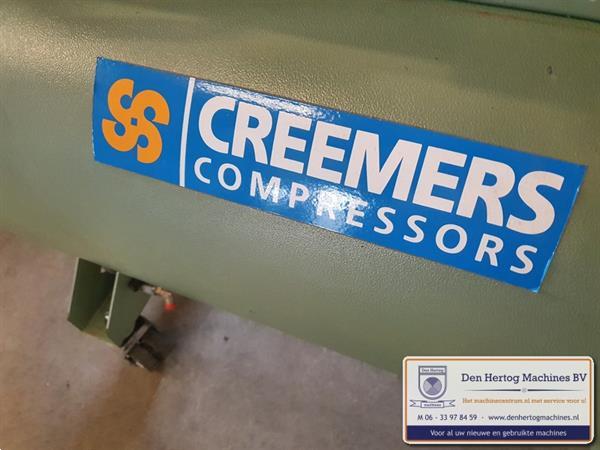 CREEMERS
COMPRESSORS
Den Hertog Machines BV
Het machinecentrum.nl met service voor u!
M 06 - 33 97 84 59 · www.denhertogmachines.nl
Voor al uw nieuwe en gebruikte machines